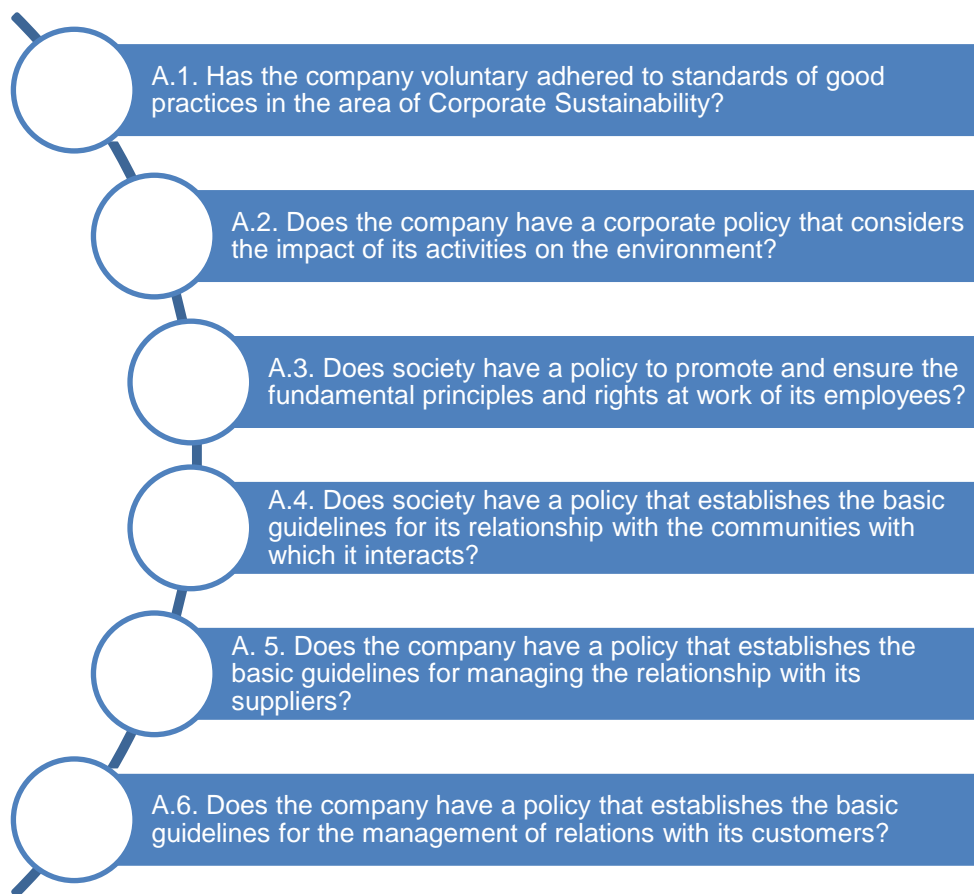 A.1. Has the company voluntary adhered to standards of good
practices in the area of Corporate Sustainability?
A.2. Does the company have a corporate policy that considers
the impact of its activities on the environment?
A.3. Does society have a policy to promote and ensure the
fundamental principles and rights at work of its employees?
A.4. Does society have a policy that establishes the basic
guidelines for its relationship with the communities with
which it interacts?
A. 5. Does the company have a policy that establishes the
basic guidelines for managing the relationship with its
suppliers?
A.6. Does the company have a policy that establishes the basic
guidelines for the management of relations with its customers?